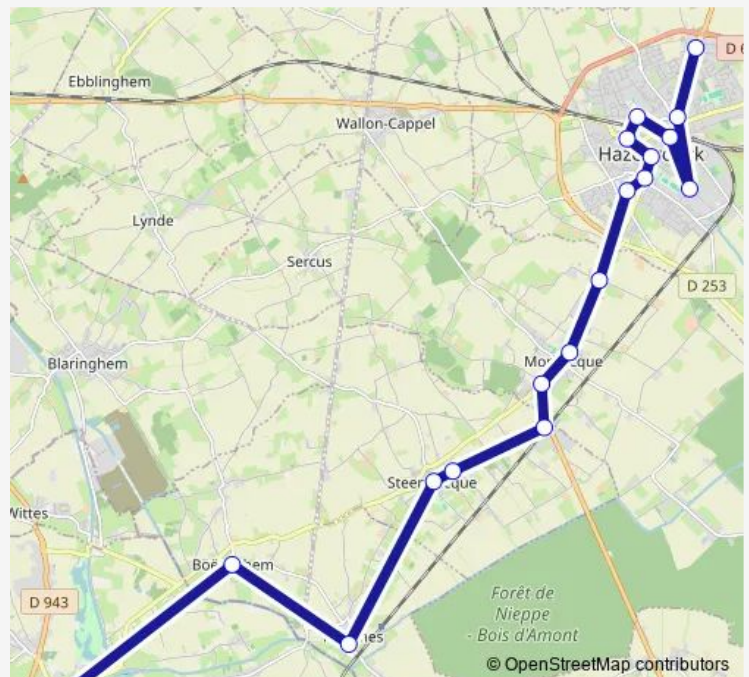 D 6
Ebblinghem
Wallon-Cappel
Lynde
Sercus
D 253
Blaringhem
Wittes
D 943
Forêt de
Nieppe
- Bois d'Amont
© OpenStreetMap contributors